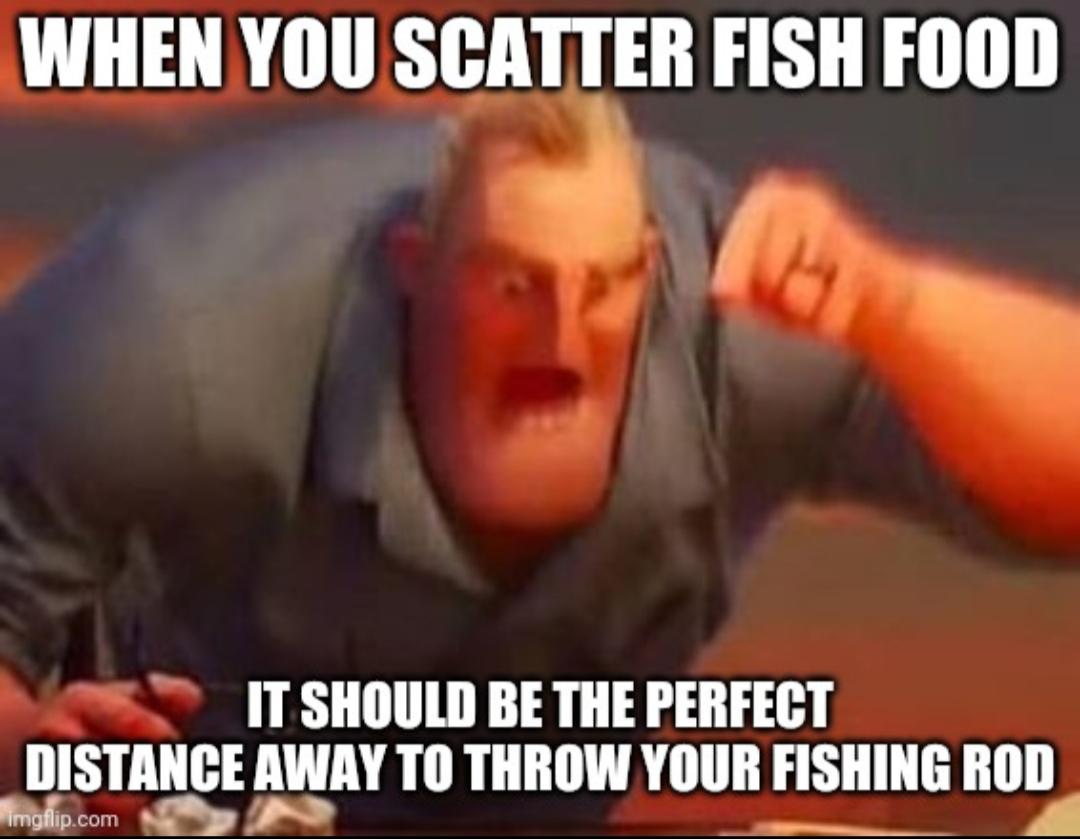 WHEN YOU SCATTER FISH FOOD
IT SHOULD BE THE PERFECT
DISTANCE AWAY TO THROW YOUR FISHING ROD
imgflip.com